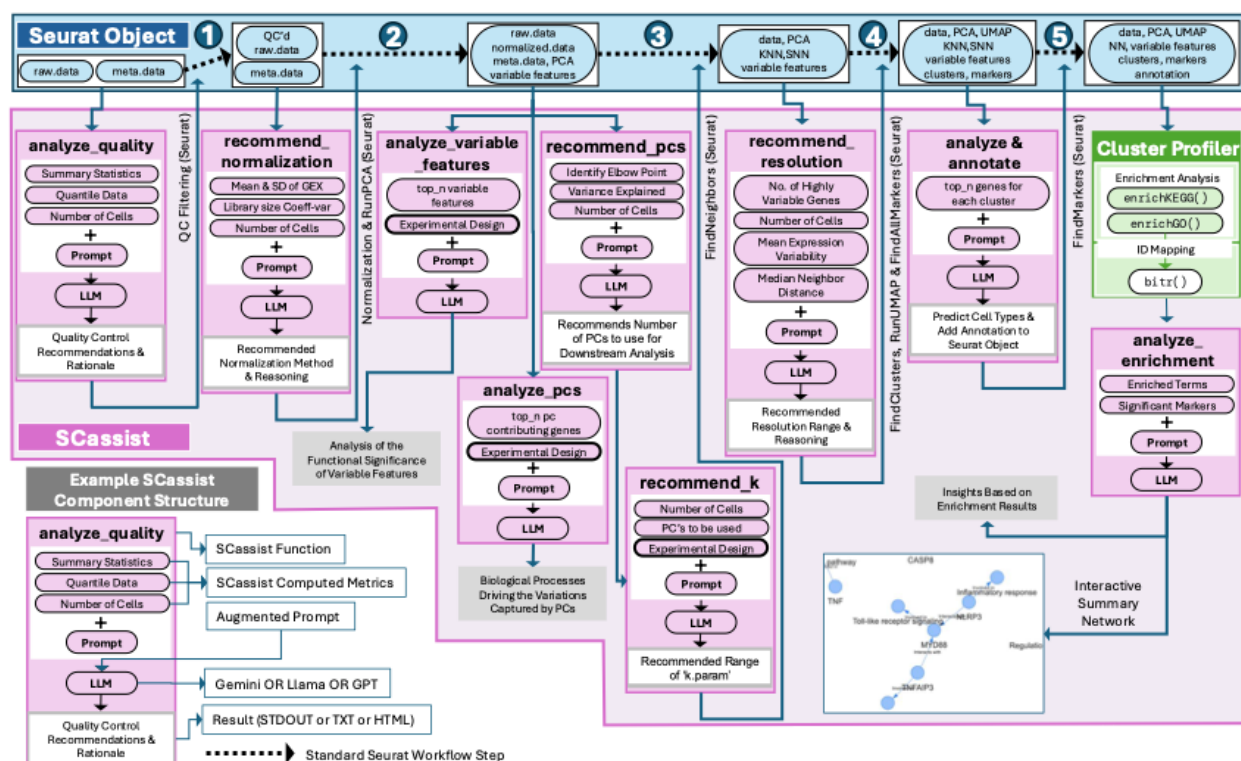 Seurat Object
raw.data
meta.data
1
QC'd
raw.data
meta.data
2
raw.data
normalized.data
meta.data, PCA
variable features
3
data, PCA
KNN,SNN
variable features
4
data, PCA, UMAP
KNN,SNN
variable features
clusters, markers
5
data, PCA, UMAP
NN, variable features
clusters, markers
annotation
analyze_quality
Summary Statistics
Quantile Data
Number of Cells
+
Prompt
LLM
Quality Control
Recommendations &
Rationale
QC Filtering (Seurat)
recommend_
normalization
Mean & SD of GEX
Library size Coeff-var
Number of Cells
+
Prompt
LLM
Recommended
Normalization Method
& Reasoning
Normalization & RunPCA (Seurat)
analyze_variable
_features
top_n variable
features
Experimental Design
+
Prompt
LLM
Analysis of the
Functional Significance
of Variable Features
recommend_pcs
Identify Elbow Point
Variance Explained
Number of Cells
+
Prompt
LLM
Recommends Number
of PCs to use for
Downstream Analysis
analyze_pcs
top_n pc
contributing genes
Experimental Design
+
Prompt
LLM
Biological Processes
Driving the Variations
Captured by PCs
recommend_k
Number of Cells
PC's to be used
Experimental Design
+
Prompt
LLM
Recommended Range
of 'k.param'
FindNeighbors (Seurat)
recommend_
resolution
No. of Highly
Variable Genes
Number of Cells
Mean Expression
Variability
Median Neighbor
Distance
+
Prompt
LLM
Recommended
Resolution Range &
Reasoning
FindClusters, RunUMAP & FindAllMarkers (Seurat)
analyze &
annotate
top_n genes for
each cluster
+
Prompt
LLM
Predict Cell Types &
Add Annotation to
Seurat Object
FindMarkers (Seurat)
Cluster Profiler
Enrichment Analysis
enrichKEGG()
enrichGO()
ID Mapping
bitr()
analyze_
enrichment
Enriched Terms
Significant Markers
+
Prompt
LLM
Insights Based on
Enrichment Results
Interactive
Summary
Network
pathway
CASP8
TNF
Inflammatory response
Toll-like receptor signaling
NLRP3
MYD88
Regulatic
TNFAIP3
SCassist
Example SCassist
Component Structure
analyze_quality
Summary Statistics
Quantile Data
Number of Cells
+
Prompt
LLM
Quality Control
Recommendations &
Rationale
SCassist Function
SCassist Computed Metrics
Augmented Prompt
Gemini OR Llama OR GPT
Result (STDOUT or TXT or HTML)
Standard Seurat Workflow Step